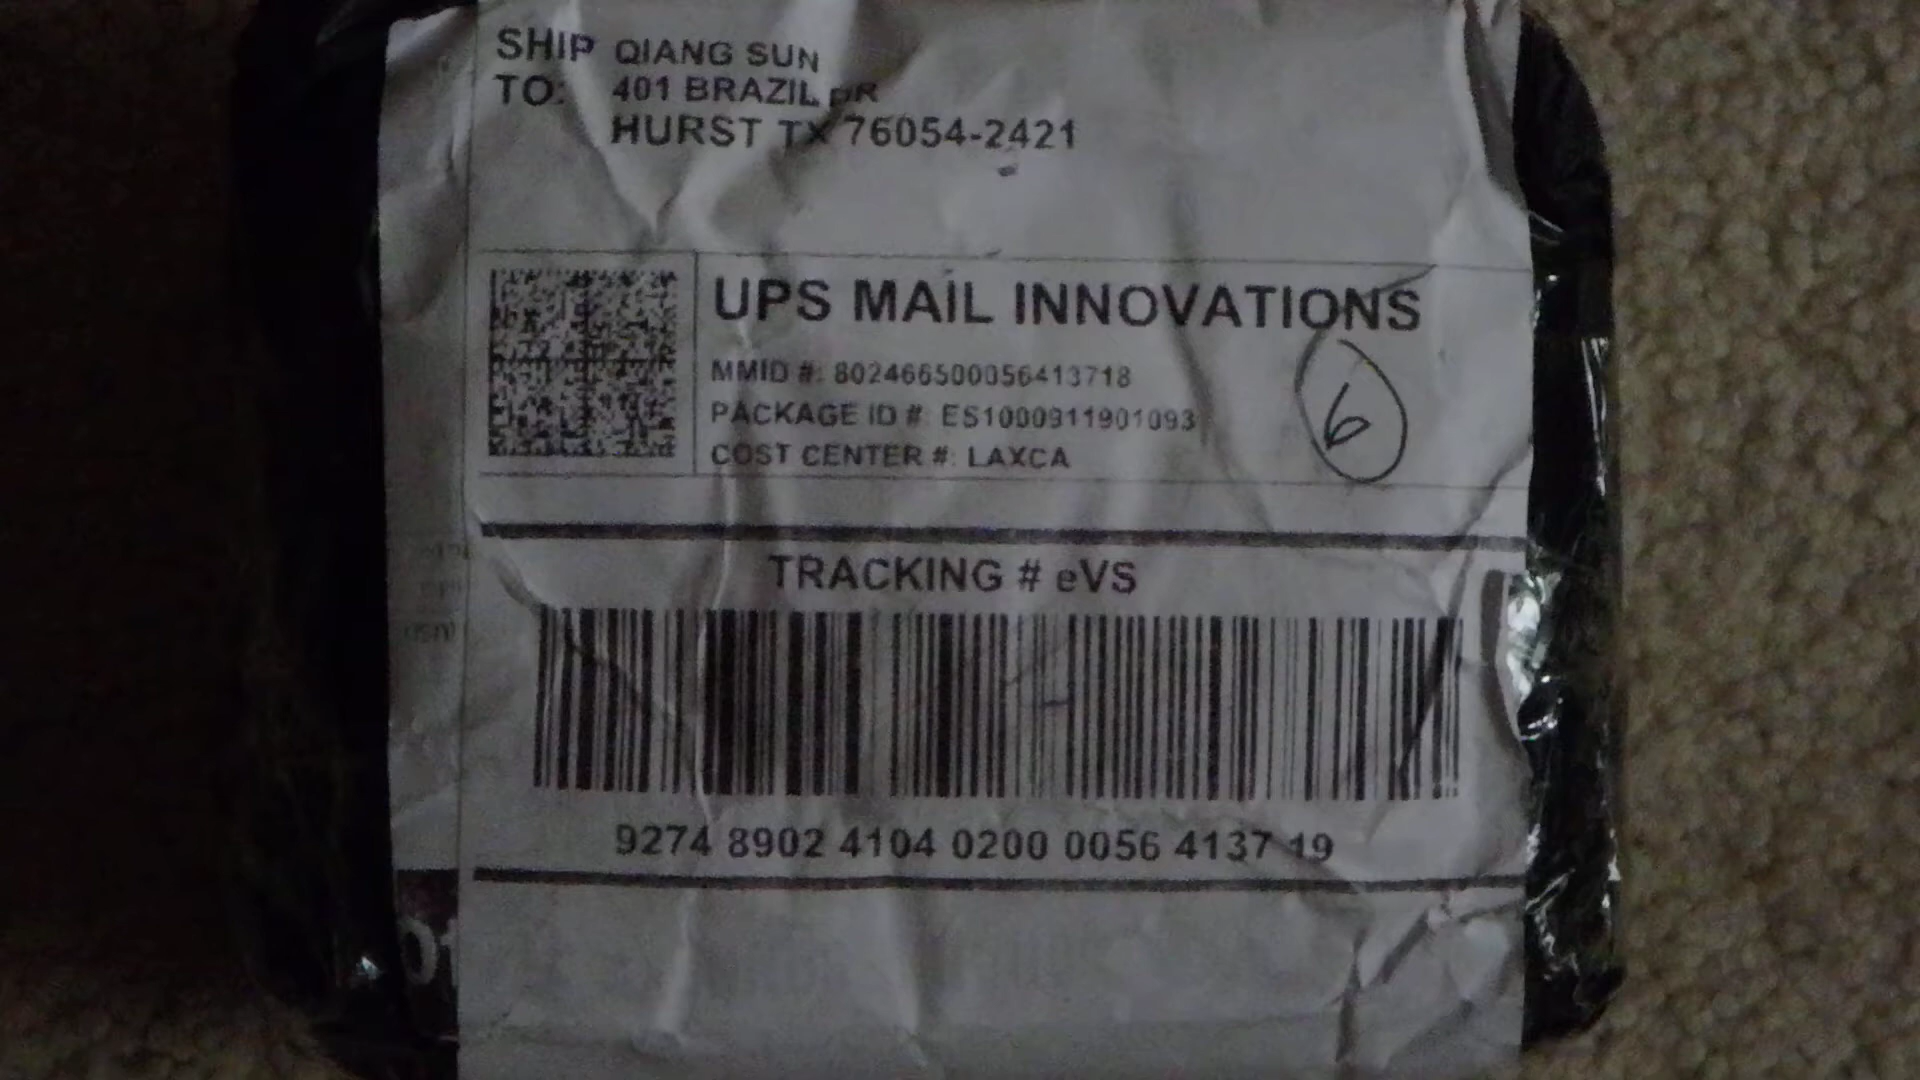 SHIP QIANG SUN
TO: 401 BRAZIL DR
HURST TX 76054-2421
UPS MAIL INNOVATIONS
MMID #: 802466500056413718
PACKAGE ID #: ES1000911901093
COST CENTER #: LAXCA
6
TRACKING # eVS
9274 8902 4104 0200 0056 4137 19
01